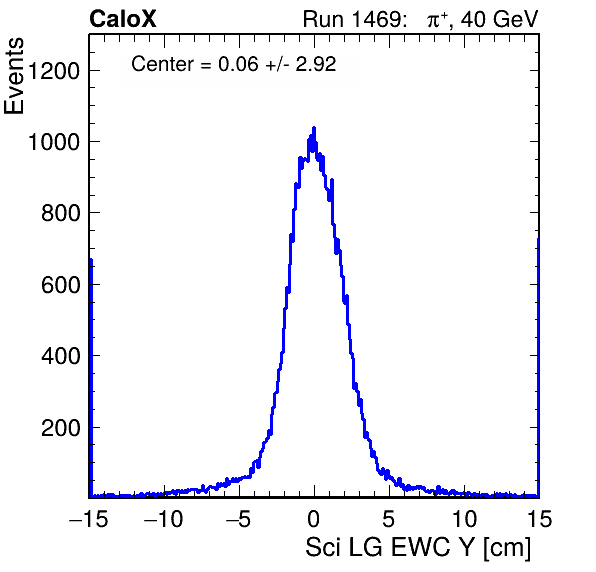 CaloX
Run 1469: π⁺, 40 GeV
Events
Center = 0.06 +/- 2.92
1200
1000
800
600
400
200
−15 −10 −5 0 5 10 15
Sci LG EWC Y [cm]